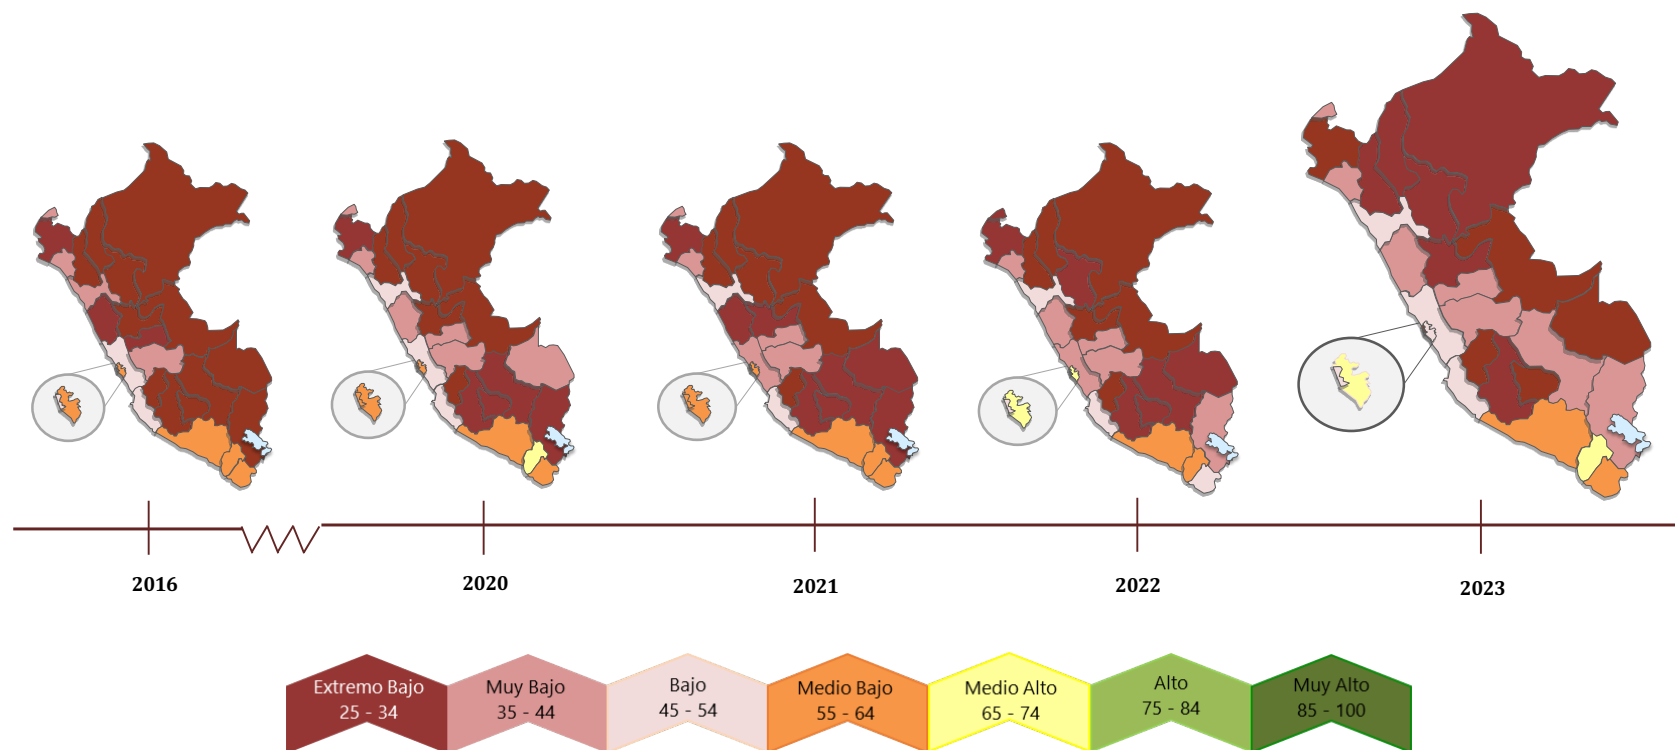 2016
2020
2021
2022
2023
Extremo Bajo
25 - 34
Muy Bajo
35 - 44
Bajo
45 - 54
Medio Bajo
55 - 64
Medio Alto
65 - 74
Alto
75 - 84
Muy Alto
85 - 100